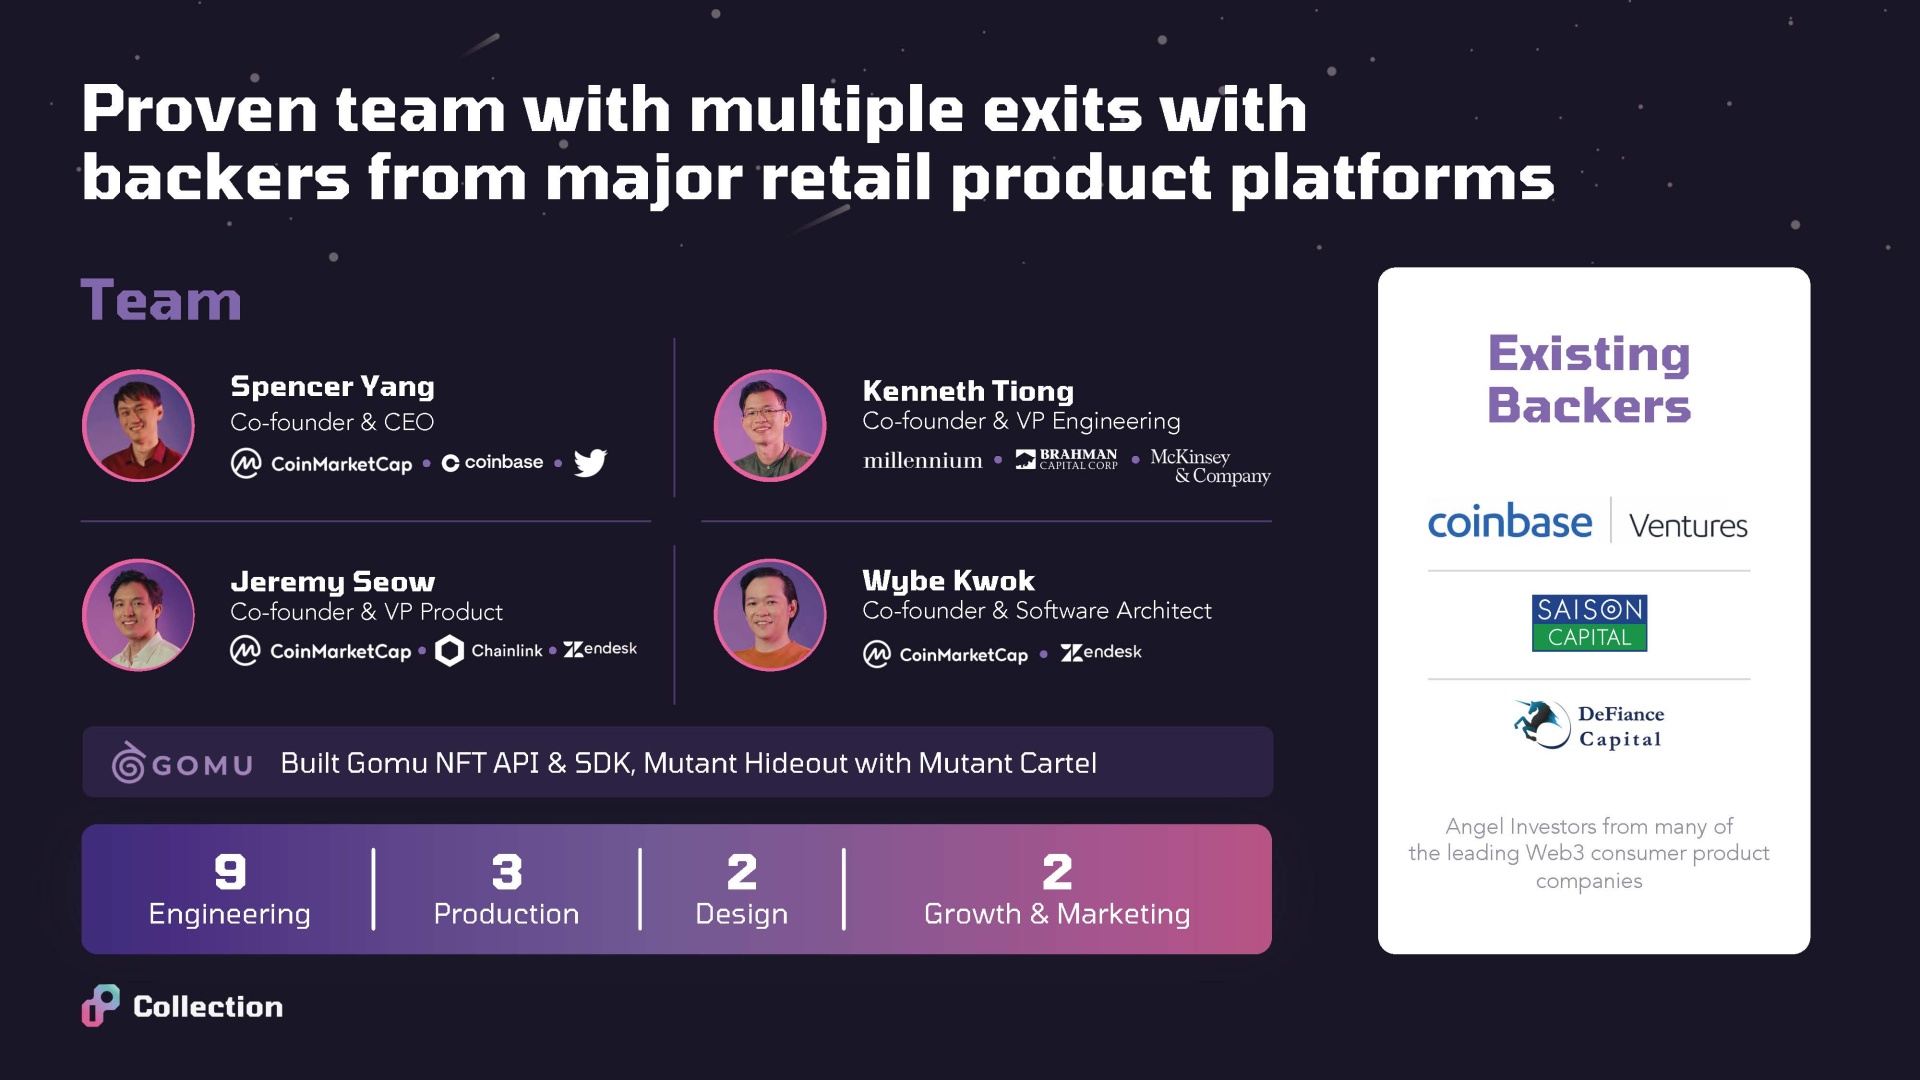 Proven team with multiple exits with
backers from major retail product platforms
Team
Spencer Yang
Co-founder & CEO
CoinMarketCap • coinbase •
Kenneth Tiong
Co-founder & VP Engineering
millennium • BRAHMAN CAPITAL CORP • McKinsey & Company
Jeremy Seow
Co-founder & VP Product
CoinMarketCap • Chainlink • Zendesk
Wybe Kwok
Co-founder & Software Architect
CoinMarketCap • Zendesk
GOMU Built Gomu NFT API & SDK, Mutant Hideout with Mutant Cartel
9
Engineering
3
Production
2
Design
2
Growth & Marketing
Existing
Backers
coinbase | Ventures
SAISON
CAPITAL
DeFiance
Capital
Angel Investors from many of
the leading Web3 consumer product
companies
Collection